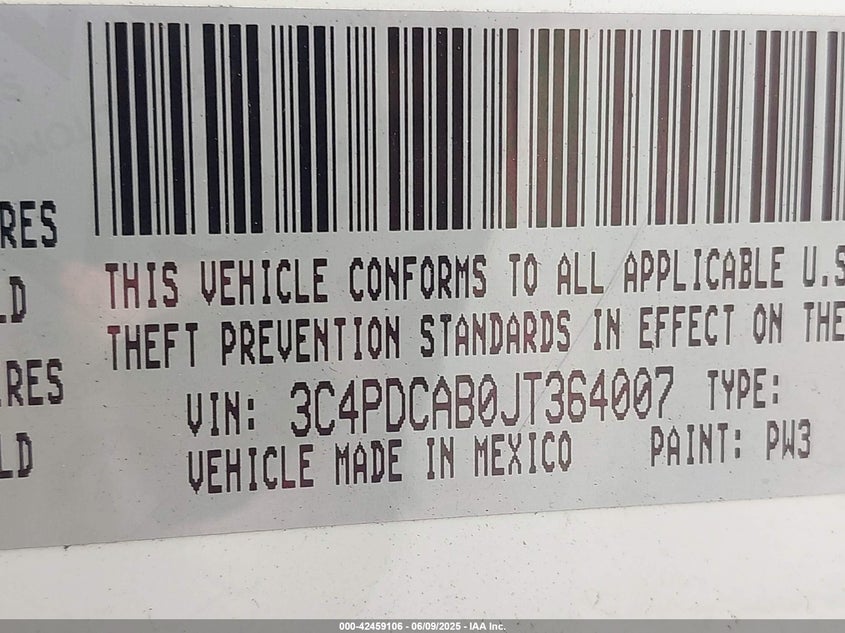 RES
LD
RES
LD
THIS VEHICLE CONFORMS TO ALL APPLICABLE U.S
THEFT PREVENTION STANDARDS IN EFFECT ON THE
VIN: 3C4PDCAB0JT364007 TYPE:
VEHICLE MADE IN MEXICO PAINT: PW3
000-42459106 - 06/09/2025 - IAA Inc.